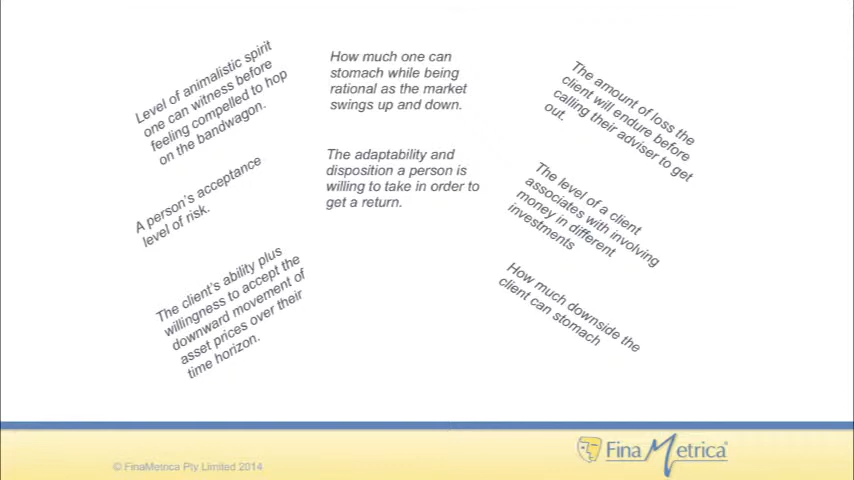 Level of animalistic spirit
one can witness before
feeling compelled to hop
on the bandwagon.
How much one can
stomach while being
rational as the market
swings up and down.
The amount of loss the
client will endure before
calling their adviser to get
out.
A person's acceptance
level of risk.
The adaptability and
disposition a person is
willing to take in order to
get a return.
The level of a client
associates with involving
money in different
investments
The client's ability plus
willingness to accept the
downward movement of
asset prices over their
time horizon.
How much downside the
client can stomach
© FinaMetrica Pty Limited 2014
FinaMetrica